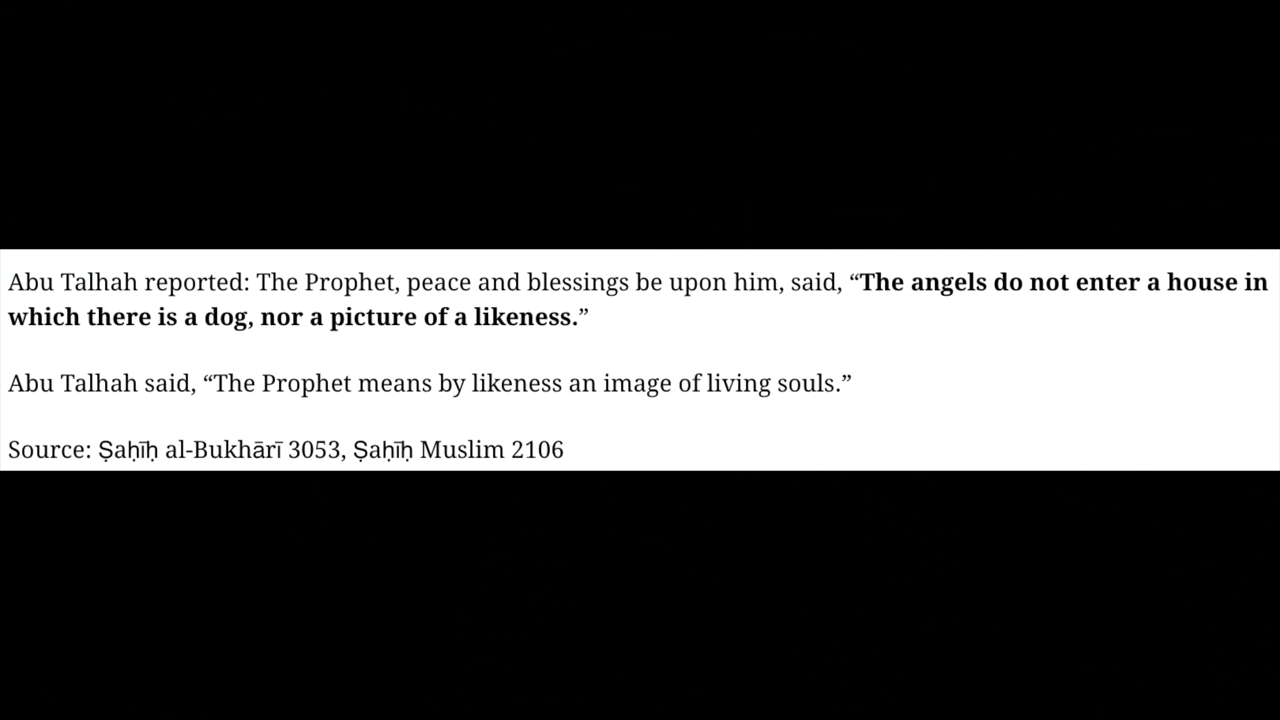 Abu Talhah reported: The Prophet, peace and blessings be upon him, said, “The angels do not enter a house in
which there is a dog, nor a picture of a likeness.”
Abu Talhah said, “The Prophet means by likeness an image of living souls.”
Source: Ṣaḥīḥ al-Bukhārī 3053, Ṣaḥīḥ Muslim 2106